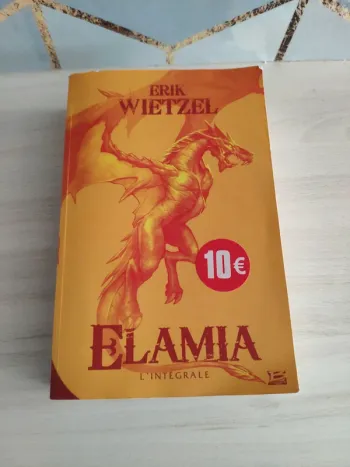 ERIK
WIETZEL
10€
ELAMIA
L'INTÉGRALE